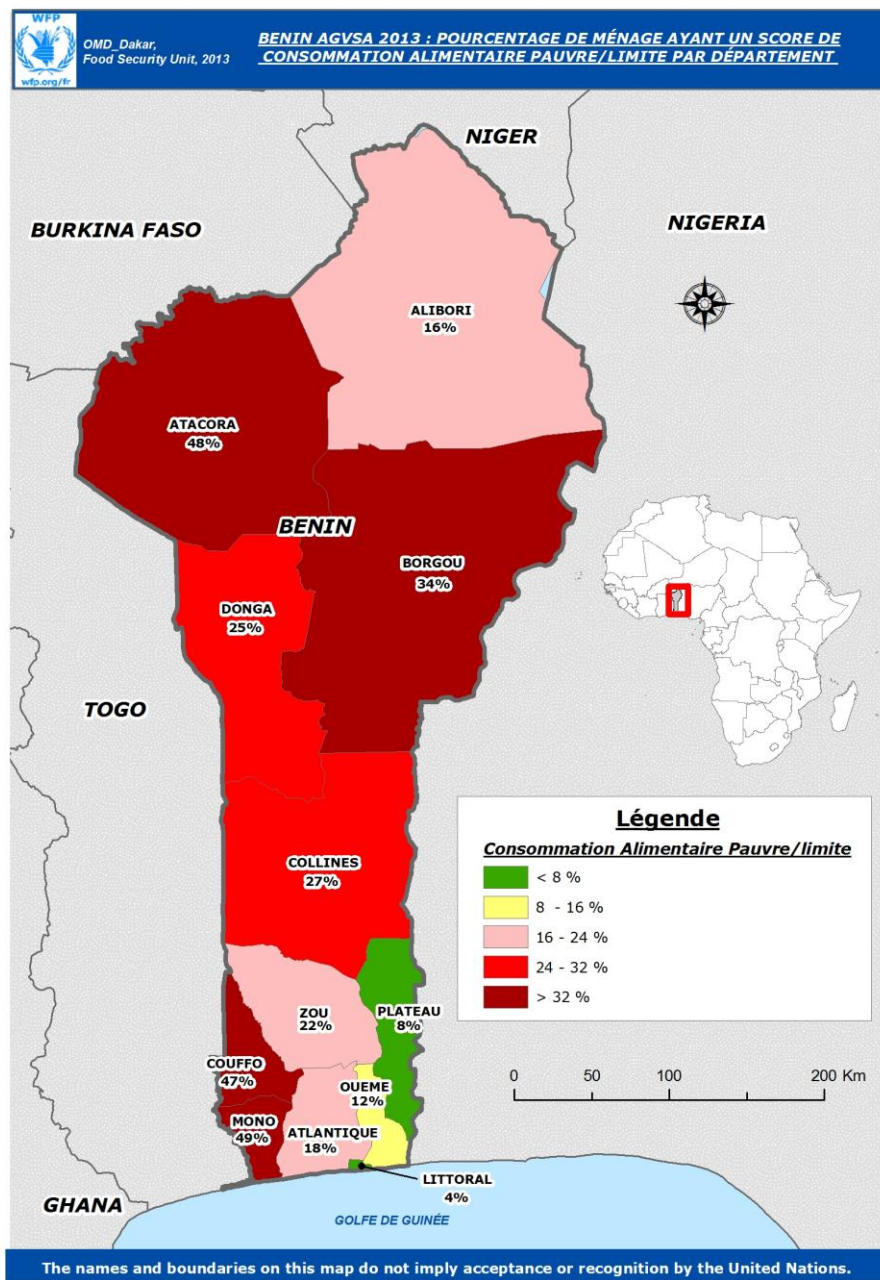 WFP
wfp.org/fr
OMD_Dakar,
Food Security Unit, 2013
BENIN AGVSA 2013 : POURCENTAGE DE MÉNAGE AYANT UN SCORE DE
CONSOMMATION ALIMENTAIRE PAUVRE/LIMITE PAR DÉPARTEMENT
NIGER
BURKINA FASO
NIGERIA
ALIBORI
16%
ATACORA
48%
BENIN
BORGOU
34%
DONGA
25%
TOGO
COLLINES
27%
ZOU
22%
PLATEAU
8%
COUFFO
47%
OUEME
12%
MONO
49%
ATLANTIQUE
18%
LITTORAL
4%
GHANA
GOLFE DE GUINÉE
Légende
Consommation Alimentaire Pauvre/limite
< 8 %
8 - 16 %
16 - 24 %
24 - 32 %
> 32 %
0 50 100 200 Km
The names and boundaries on this map do not imply acceptance or recognition by the United Nations.